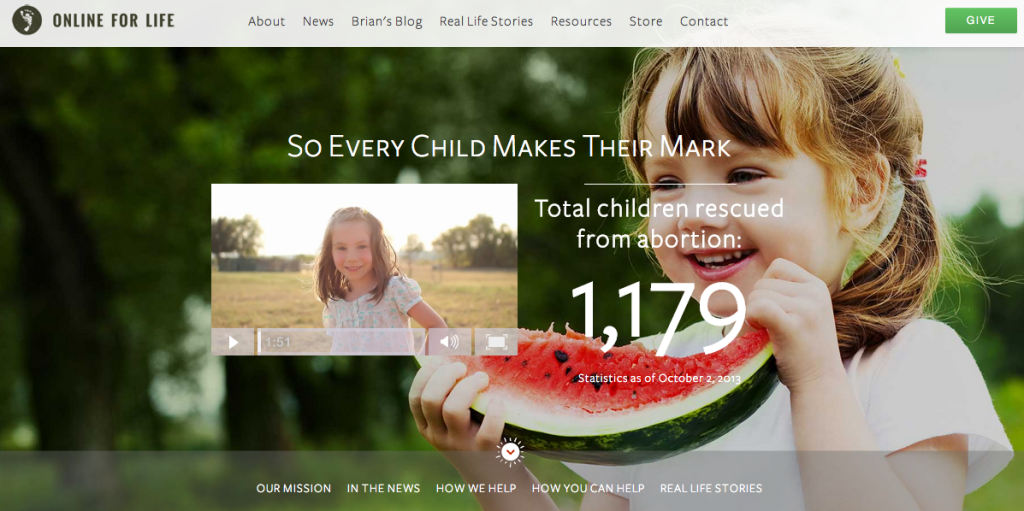 ONLINE FOR LIFE
About News Brian's Blog Real Life Stories Resources Store Contact
GIVE
SO EVERY CHILD MAKES THEIR MARK
Total children rescued
from abortion:
1,179
1:51
Statistics as of October 2, 2013
OUR MISSION IN THE NEWS HOW WE HELP HOW YOU CAN HELP REAL LIFE STORIES